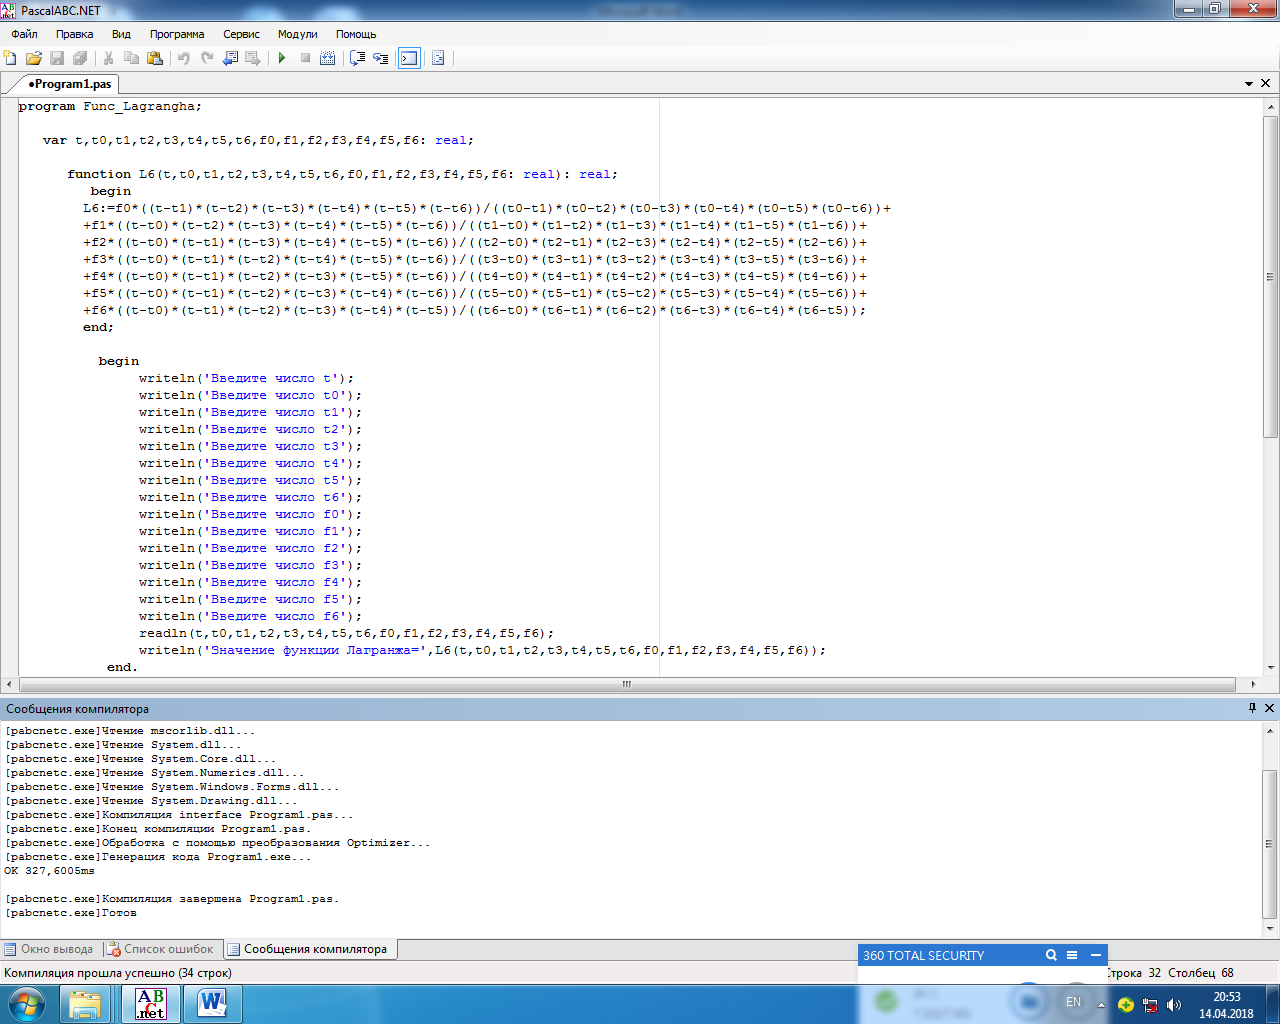 PascalABC.NET
Файл Правка Вид Программа Сервис Модули Помощь
•Program1.pas
program Func_Lagrangha;
var t,t0,t1,t2,t3,t4,t5,t6,f0,f1,f2,f3,f4,f5,f6: real;
function L6(t,t0,t1,t2,t3,t4,t5,t6,f0,f1,f2,f3,f4,f5,f6: real): real;
begin
L6:=f0*((t-t1)*(t-t2)*(t-t3)*(t-t4)*(t-t5)*(t-t6))/((t0-t1)*(t0-t2)*(t0-t3)*(t0-t4)*(t0-t5)*(t0-t6))+
+f1*((t-t0)*(t-t2)*(t-t3)*(t-t4)*(t-t5)*(t-t6))/((t1-t0)*(t1-t2)*(t1-t3)*(t1-t4)*(t1-t5)*(t1-t6))+
+f2*((t-t0)*(t-t1)*(t-t3)*(t-t4)*(t-t5)*(t-t6))/((t2-t0)*(t2-t1)*(t2-t3)*(t2-t4)*(t2-t5)*(t2-t6))+
+f3*((t-t0)*(t-t1)*(t-t2)*(t-t4)*(t-t5)*(t-t6))/((t3-t0)*(t3-t1)*(t3-t2)*(t3-t4)*(t3-t5)*(t3-t6))+
+f4*((t-t0)*(t-t1)*(t-t2)*(t-t3)*(t-t5)*(t-t6))/((t4-t0)*(t4-t1)*(t4-t2)*(t4-t3)*(t4-t5)*(t4-t6))+
+f5*((t-t0)*(t-t1)*(t-t2)*(t-t3)*(t-t4)*(t-t6))/((t5-t0)*(t5-t1)*(t5-t2)*(t5-t3)*(t5-t4)*(t5-t6))+
+f6*((t-t0)*(t-t1)*(t-t2)*(t-t3)*(t-t4)*(t-t5))/((t6-t0)*(t6-t1)*(t6-t2)*(t6-t3)*(t6-t4)*(t6-t5));
end;
begin
writeln('Введите число t');
writeln('Введите число t0');
writeln('Введите число t1');
writeln('Введите число t2');
writeln('Введите число t3');
writeln('Введите число t4');
writeln('Введите число t5');
writeln('Введите число t6');
writeln('Введите число f0');
writeln('Введите число f1');
writeln('Введите число f2');
writeln('Введите число f3');
writeln('Введите число f4');
writeln('Введите число f5');
writeln('Введите число f6');
readln(t,t0,t1,t2,t3,t4,t5,t6,f0,f1,f2,f3,f4,f5,f6);
writeln('Значение функции Лагранжа=',L6(t,t0,t1,t2,t3,t4,t5,t6,f0,f1,f2,f3,f4,f5,f6));
end.
Сообщения компилятора
[pabcnetc.exe]Чтение mscorlib.dll...
[pabcnetc.exe]Чтение System.dll...
[pabcnetc.exe]Чтение System.Core.dll...
[pabcnetc.exe]Чтение System.Numerics.dll...
[pabcnetc.exe]Чтение System.Windows.Forms.dll...
[pabcnetc.exe]Чтение System.Drawing.dll...
[pabcnetc.exe]Компиляция interface Program1.pas...
[pabcnetc.exe]Конец компиляции Program1.pas.
[pabcnetc.exe]Обработка с помощью преобразования Optimizer...
[pabcnetc.exe]Генерация кода Program1.exe...
OK 327,6005ms
[pabcnetc.exe]Компиляция завершена Program1.pas.
[pabcnetc.exe]Готов
Окно вывода Список ошибок Сообщения компилятора
360 TOTAL SECURITY
Компиляция прошла успешно (34 строк) Строка 32 Столбец 68
ABC .net
EN
20:53
14.04.2018